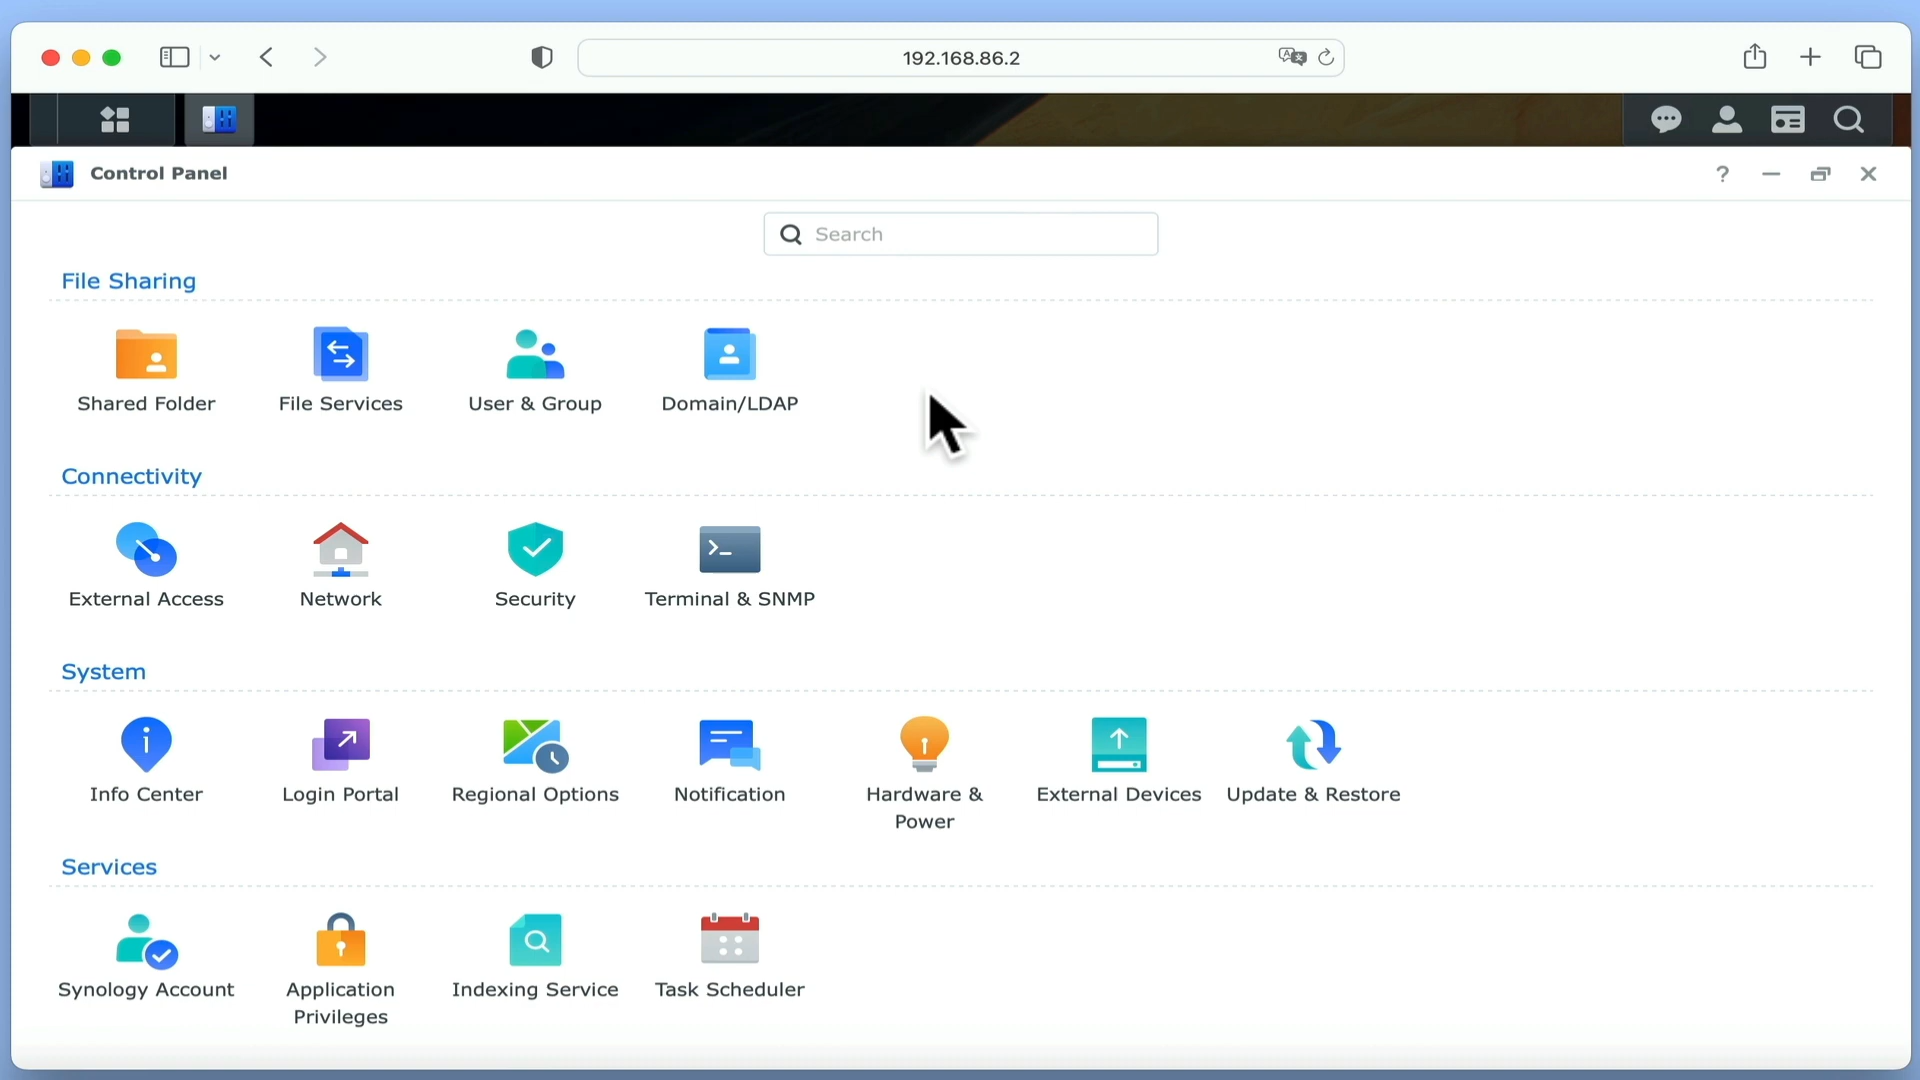 192.168.86.2
Control Panel
?
Search
File Sharing
Shared Folder
File Services
User & Group
Domain/LDAP
Connectivity
External Access
Network
Security
Terminal & SNMP
System
Info Center
Login Portal
Regional Options
Notification
Hardware &
Power
External Devices
Update & Restore
Services
Synology Account
Application
Privileges
Indexing Service
Task Scheduler